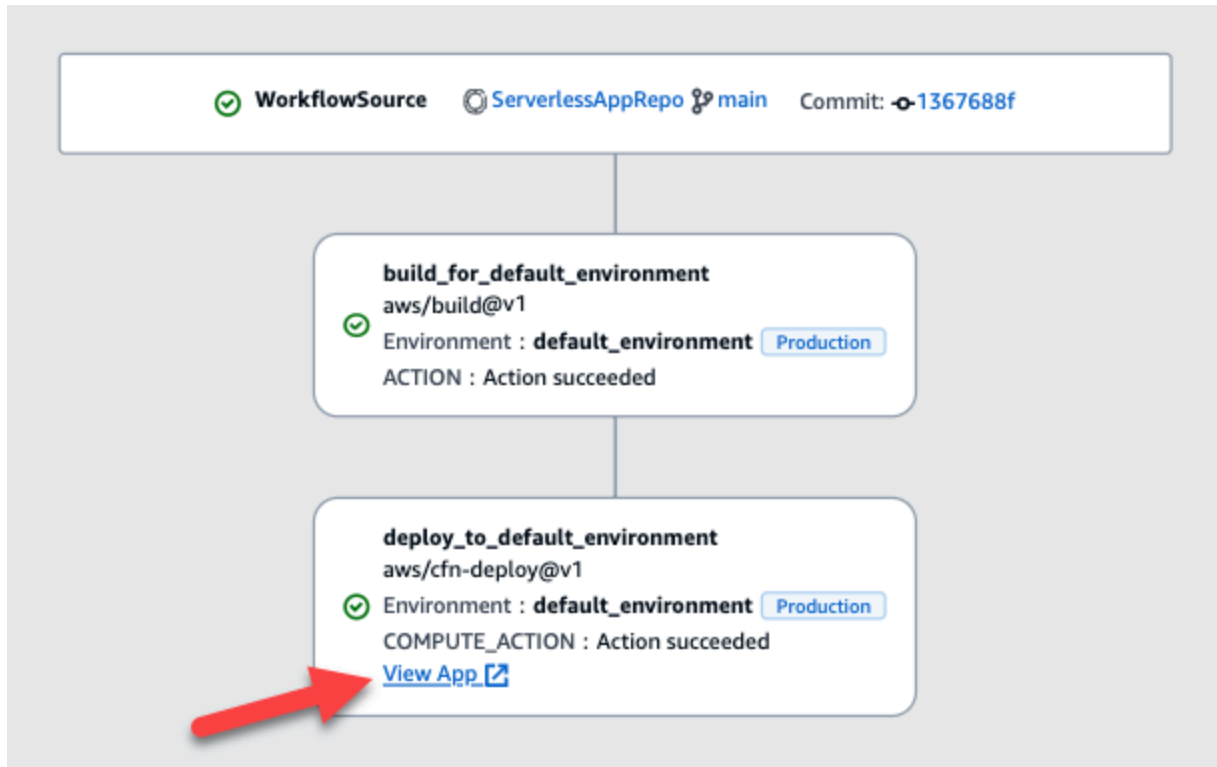 WorkflowSource ServerlessAppRepo main Commit: 1367688f
build_for_default_environment
aws/build@v1
Environment : default_environment Production
ACTION : Action succeeded
deploy_to_default_environment
aws/cfn-deploy@v1
Environment : default_environment Production
COMPUTE_ACTION : Action succeeded
View App